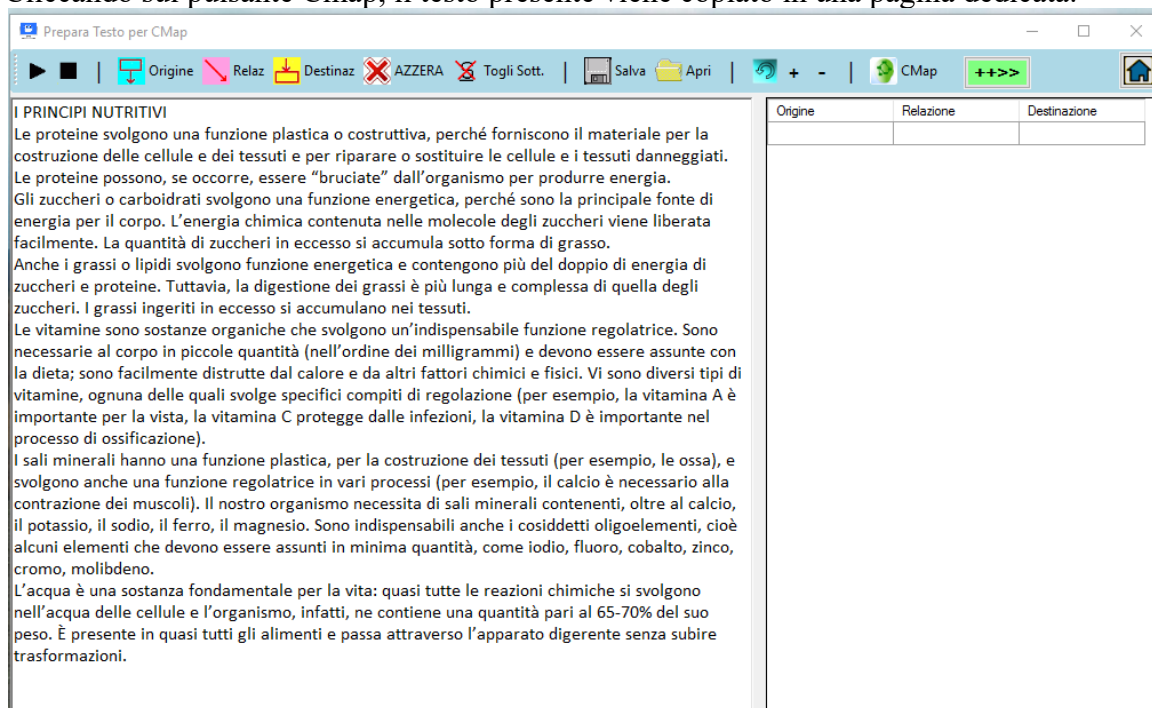 Cliccando sul pulsante Cmap, il testo presente viene copiato in una pagina dedicata.
Prepara Testo per CMap
Origine Relaz Destinaz AZZERA Togli Sott. | Salva Apri | + - | CMap ++>>
Origine Relazione Destinazione
I PRINCIPI NUTRITIVI
Le proteine svolgono una funzione plastica o costruttiva, perché forniscono il materiale per la
costruzione delle cellule e dei tessuti e per riparare o sostituire le cellule e i tessuti danneggiati.
Le proteine possono, se occorre, essere “bruciate” dall’organismo per produrre energia.
Gli zuccheri o carboidrati svolgono una funzione energetica, perché sono la principale fonte di
energia per il corpo. L’energia chimica contenuta nelle molecole degli zuccheri viene liberata
facilmente. La quantità di zuccheri in eccesso si accumula sotto forma di grasso.
Anche i grassi o lipidi svolgono funzione energetica e contengono più del doppio di energia di
zuccheri e proteine. Tuttavia, la digestione dei grassi è più lunga e complessa di quella degli
zuccheri. I grassi ingeriti in eccesso si accumulano nei tessuti.
Le vitamine sono sostanze organiche che svolgono un’indispensabile funzione regolatrice. Sono
necessarie al corpo in piccole quantità (nell’ordine dei milligrammi) e devono essere assunte con
la dieta; sono facilmente distrutte dal calore e da altri fattori chimici e fisici. Vi sono diversi tipi di
vitamine, ognuna delle quali svolge specifici compiti di regolazione (per esempio, la vitamina A è
importante per la vista, la vitamina C protegge dalle infezioni, la vitamina D è importante nel
processo di ossificazione).
I sali minerali hanno una funzione plastica, per la costruzione dei tessuti (per esempio, le ossa), e
svolgono anche una funzione regolatrice in vari processi (per esempio, il calcio è necessario alla
contrazione dei muscoli). Il nostro organismo necessita di sali minerali contenenti, oltre al calcio,
il potassio, il sodio, il ferro, il magnesio. Sono indispensabili anche i cosiddetti oligoelementi, cioè
alcuni elementi che devono essere assunti in minima quantità, come iodio, fluoro, cobalto, zinco,
cromo, molibdeno.
L’acqua è una sostanza fondamentale per la vita: quasi tutte le reazioni chimiche si svolgono
nell’acqua delle cellule e l’organismo, infatti, ne contiene una quantità pari al 65-70% del suo
peso. È presente in quasi tutti gli alimenti e passa attraverso l’apparato digerente senza subire
trasformazioni.